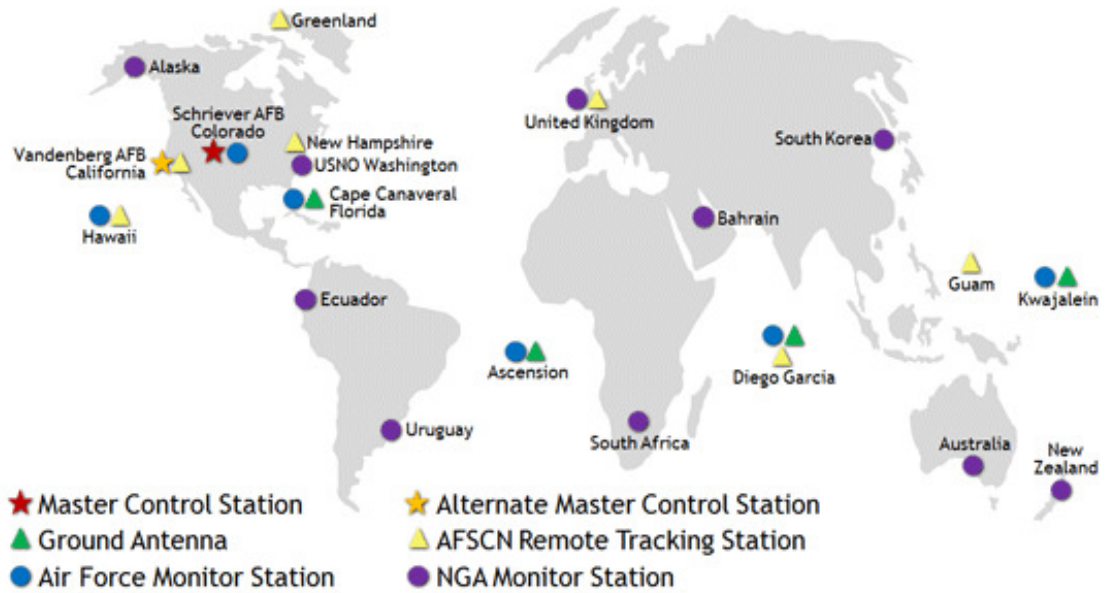 Greenland
Alaska
Schriever AFB
Colorado
New Hampshire
USNO Washington
Vandenberg AFB
California
Cape Canaveral
Florida
Hawaii
United Kingdom
South Korea
Bahrain
Guam
Kwajalein
Ecuador
Ascension
Diego Garcia
Uruguay
South Africa
Australia
New
Zealand
Master Control Station
Alternate Master Control Station
Ground Antenna
AFSCN Remote Tracking Station
Air Force Monitor Station
NGA Monitor Station